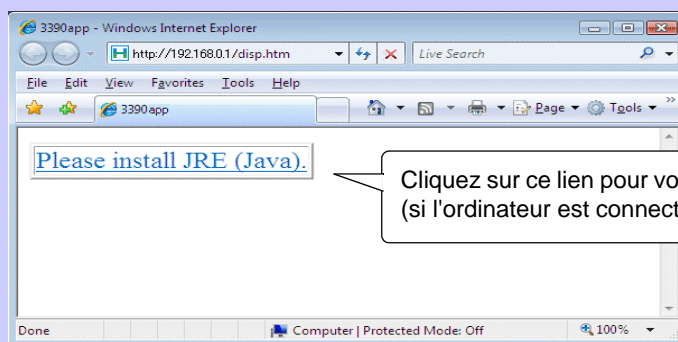 3390app - Windows Internet Explorer
http://192.168.0.1/disp.htm
Live Search
File Edit View Favorites Tools Help
3390app
Page Tools
Please install JRE (Java).
Cliquez sur ce lien pour
(si l'ordinateur est
Done
Computer | Protected Mode: Off
100%